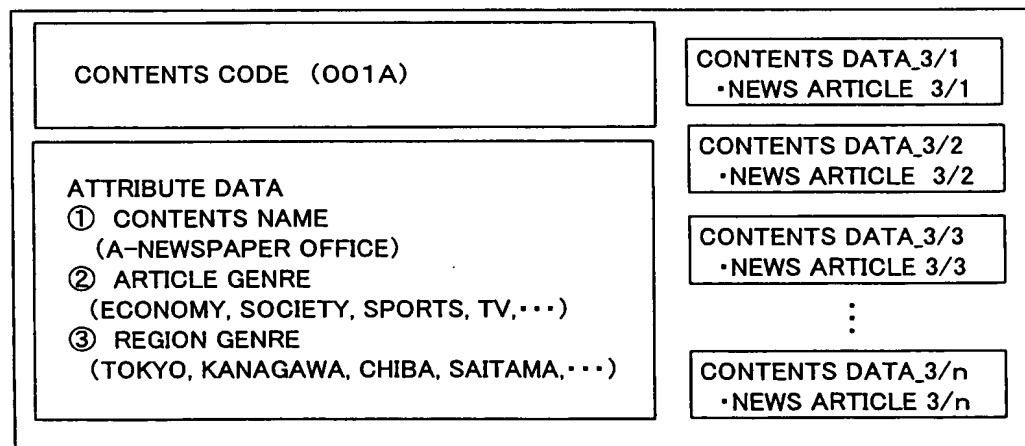 CONTENTS CODE (001A)
ATTRIBUTE DATA
① CONTENTS NAME
(A-NEWSPAPER OFFICE)
② ARTICLE GENRE
(ECONOMY, SOCIETY, SPORTS, TV,···)
③ REGION GENRE
(TOKYO, KANAGAWA, CHIBA, SAITAMA,···)
CONTENTS DATA_3/1
·NEWS ARTICLE 3/1
CONTENTS DATA_3/2
·NEWS ARTICLE 3/2
CONTENTS DATA_3/3
·NEWS ARTICLE 3/3
⋮
CONTENTS DATA_3/n
·NEWS ARTICLE 3/n